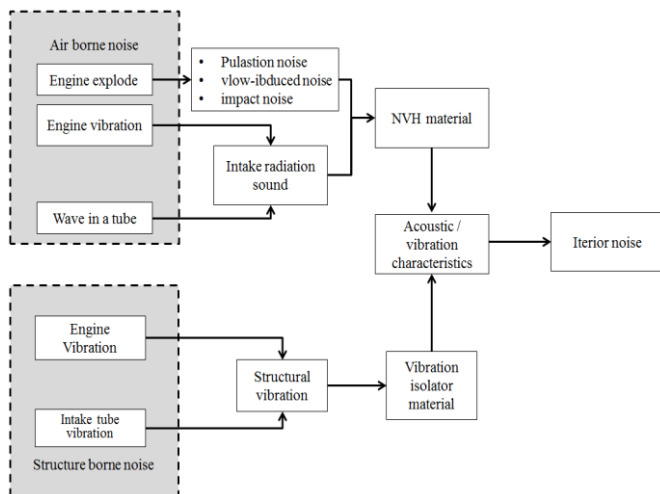 Air borne noise
Engine explode
• Pulastion noise
• vlow-ibduced noise
• impact noise
Engine vibration
NVH material
Intake radiation
sound
Wave in a tube
Acoustic /
vibration
characteristics
Iterior noise
Engine
Vibration
Structural
vibration
Vibration
isolator
material
Intake tube
vibration
Structure borne noise